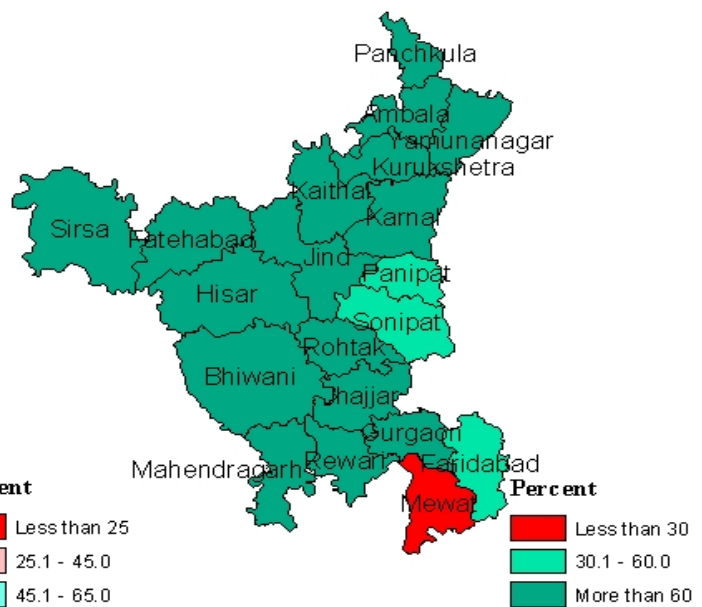 Panchkula
Ambala
Yamunanagar
Kurukshetra
Kaithal
Karnal
Sirsa
Fatehabad
Jind
Panipat
Hisar
Sonipat
Rohtak
Bhiwani
Jhajjar
Gurgaon
Mahendragarh
Rewari
Faridabad
Mewat
ent
Less than 25
25.1 - 45.0
45.1 - 65.0
Percent
Less than 30
30.1 - 60.0
More than 60